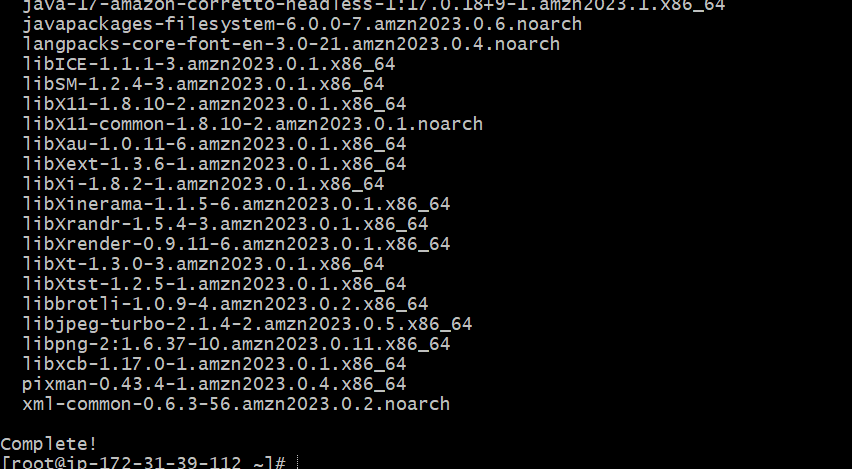 java-17-amazon-corretto-headless-1:17.0.18+9-1.amzn2023.1.x86_64
javapackages-filesystem-6.0.0-7.amzn2023.0.6.noarch
langpacks-core-font-en-3.0-21.amzn2023.0.4.noarch
libICE-1.1.1-3.amzn2023.0.1.x86_64
libSM-1.2.4-3.amzn2023.0.1.x86_64
libX11-1.8.10-2.amzn2023.0.1.x86_64
libX11-common-1.8.10-2.amzn2023.0.1.noarch
libXau-1.0.11-6.amzn2023.0.1.x86_64
libXext-1.3.6-1.amzn2023.0.1.x86_64
libXi-1.8.2-1.amzn2023.0.1.x86_64
libXinerama-1.1.5-6.amzn2023.0.1.x86_64
libXrandr-1.5.4-3.amzn2023.0.1.x86_64
libXrender-0.9.11-6.amzn2023.0.1.x86_64
libXt-1.3.0-3.amzn2023.0.1.x86_64
libXtst-1.2.5-1.amzn2023.0.1.x86_64
libbrotli-1.0.9-4.amzn2023.0.2.x86_64
libjpeg-turbo-2.1.4-2.amzn2023.0.5.x86_64
libpng-2:1.6.37-10.amzn2023.0.11.x86_64
libxcb-1.17.0-1.amzn2023.0.1.x86_64
pixman-0.43.4-1.amzn2023.0.4.x86_64
xml-common-0.6.3-56.amzn2023.0.2.noarch
Complete!
[root@ip-172-31-39-112 ~]#